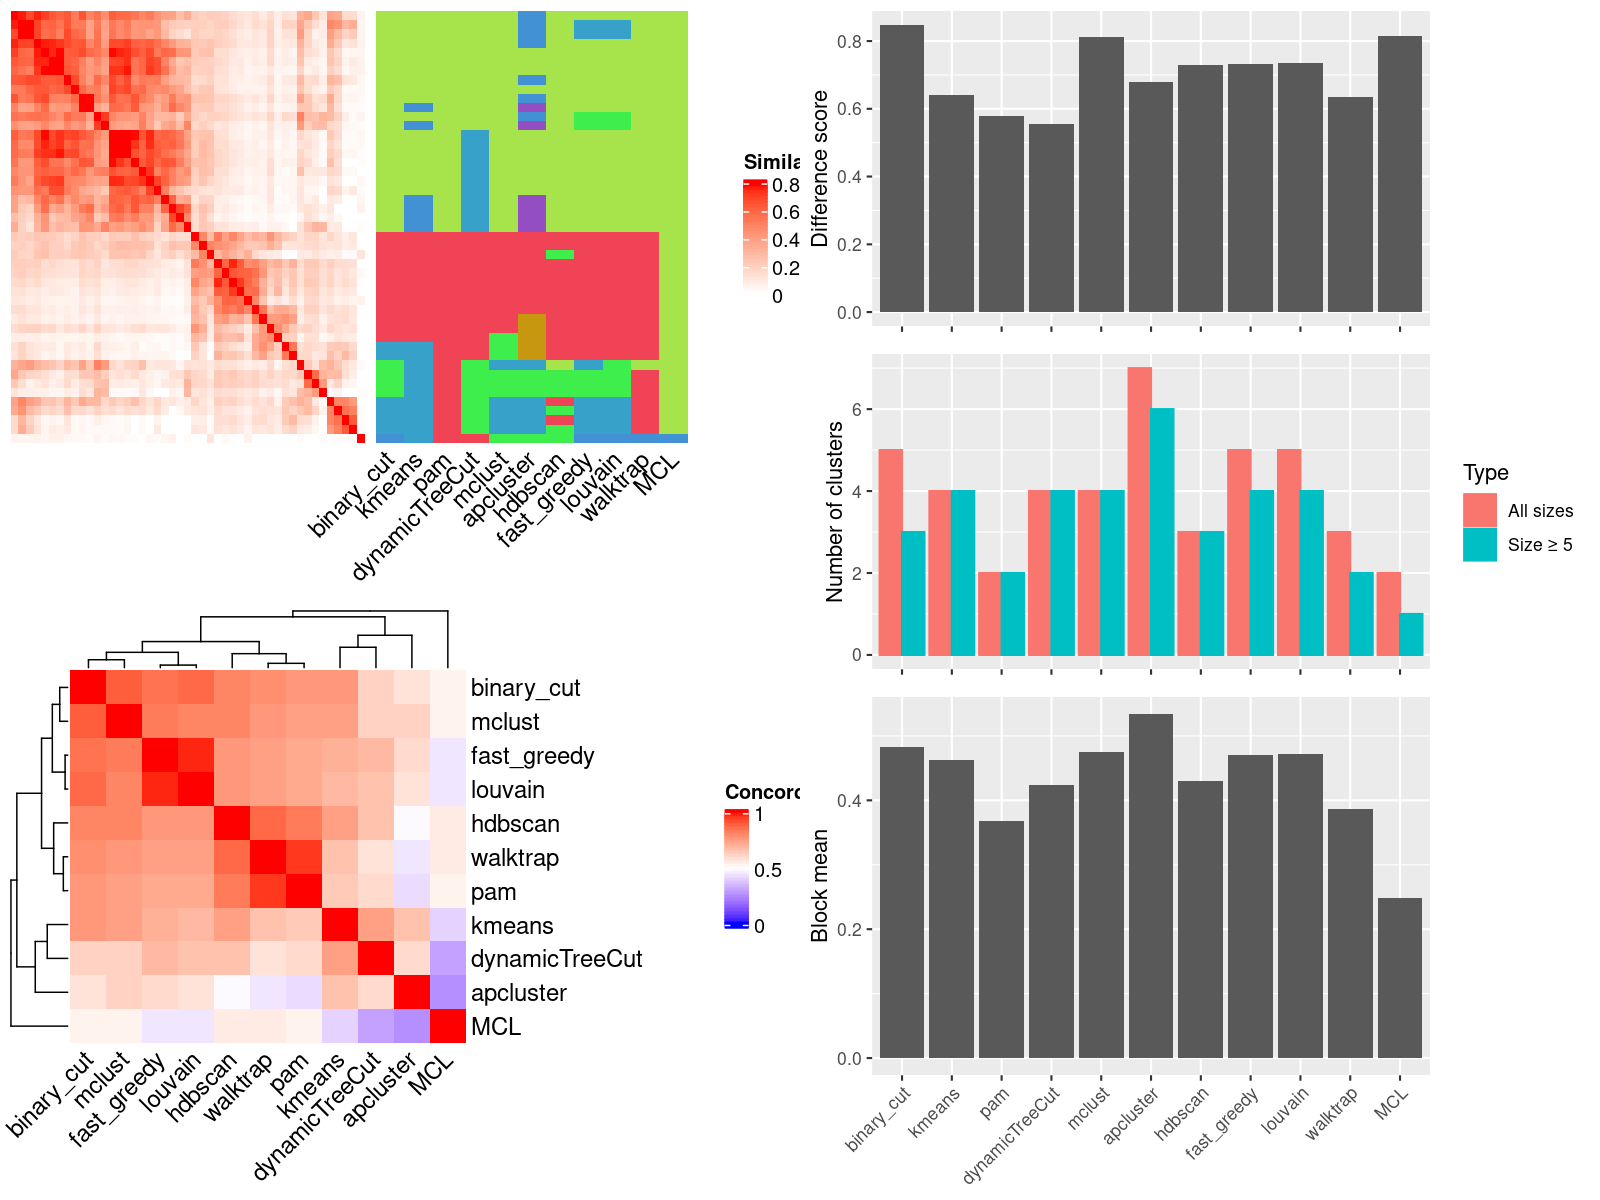 Simila
0.8
0.6
0.4
0.2
0
binary_cut
kmeans
pam
dynamicTreeCut
mclust
apcluster
hdbscan
fast_greedy
louvain
walktrap
MCL
binary_cut
mclust
fast_greedy
louvain
hdbscan
walktrap
pam
kmeans
dynamicTreeCut
apcluster
MCL
binary_cut
mclust
fast_greedy
louvain
hdbscan
walktrap
pam
kmeans
dynamicTreeCut
apcluster
MCL
Concord
1
0.5
0
Difference score
0.8
0.6
0.4
0.2
0.0
Number of clusters
6
4
2
0
Type
All sizes
Size ≥ 5
Block mean
0.4
0.2
0.0
binary_cut
kmeans
pam
dynamicTreeCut
mclust
apcluster
hdbscan
fast_greedy
louvain
walktrap
MCL